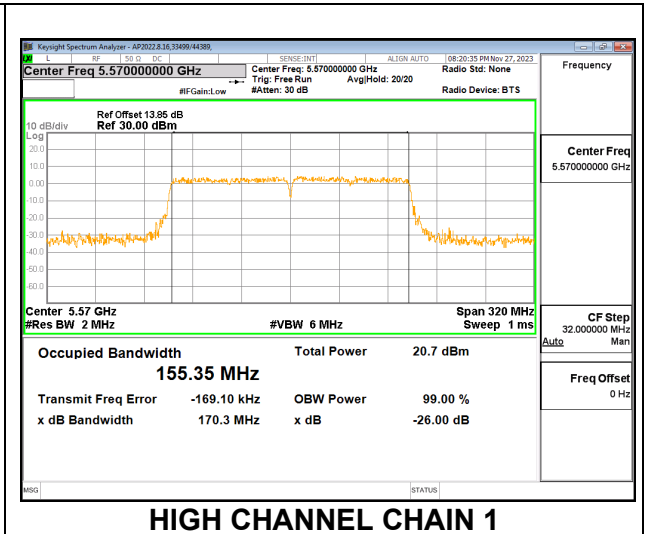 Keysight Spectrum Analyzer - AP2022.8.16,33499/44389,
L RF 50 Ω DC SENSE:INT ALIGN AUTO 08:20:35 PM Nov 27, 2023
Center Freq 5.570000000 GHz Center Freq: 5.570000000 GHz Radio Std: None
Trig: Free Run Avg|Hold: 20/20
#IFGain:Low #Atten: 30 dB Radio Device: BTS
Frequency
Ref Offset 13.85 dB
10 dB/div Ref 30.00 dBm
Log
20.0
10.0
0.00
-10.0
-20.0
-30.0
-40.0
-50.0
-60.0
Center Freq
5.570000000 GHz
Center 5.57 GHz Span 320 MHz
#Res BW 2 MHz #VBW 6 MHz Sweep 1 ms
CF Step
32.000000 MHz
Auto Man
Occupied Bandwidth Total Power 20.7 dBm
155.35 MHz
Transmit Freq Error -169.10 kHz OBW Power 99.00 %
x dB Bandwidth 170.3 MHz x dB -26.00 dB
Freq Offset
0 Hz
MSG STATUS
HIGH CHANNEL CHAIN 1